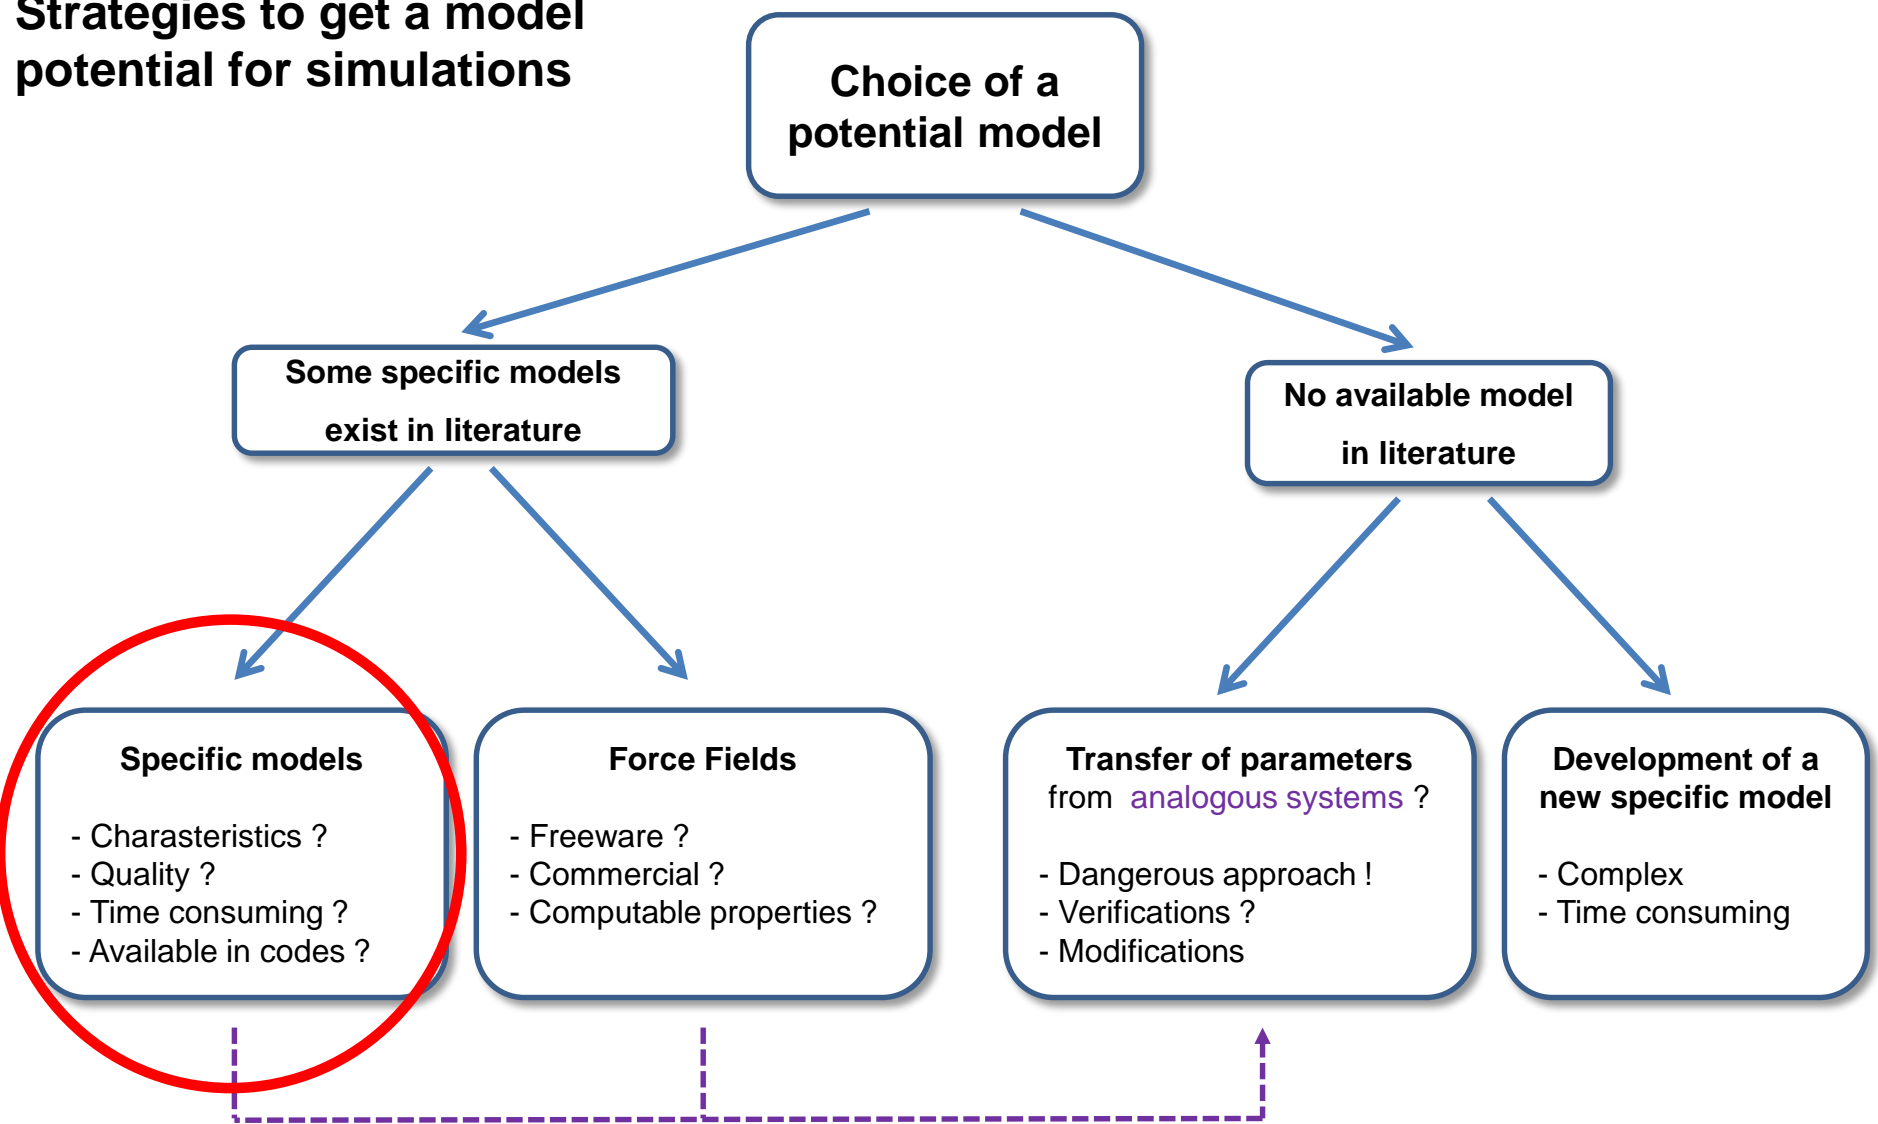 Strategies to get a model
potential for simulations
Choice of a
potential model
Some specific models
exist in literature
No available model
in literature
Specific models
- Charasteristics ?
- Quality ?
- Time consuming ?
- Available in codes ?
Force Fields
- Freeware ?
- Commercial ?
- Computable properties ?
Transfer of parameters
from analogous systems ?
- Dangerous approach !
- Verifications ?
- Modifications
Development of a
new specific model
- Complex
- Time consuming